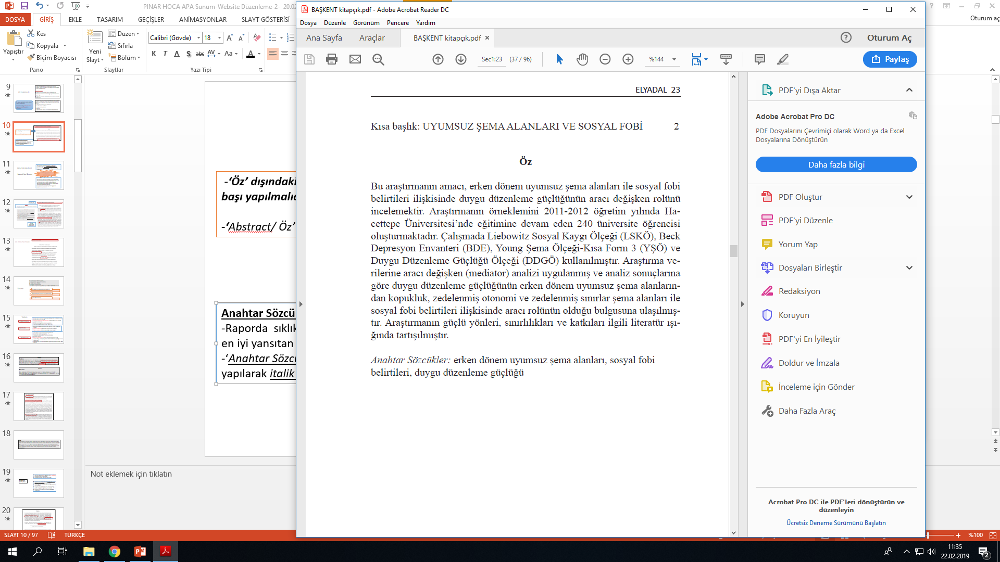 PINAR HOCA APA Sunum-Website Düzenleme-2- 20.02
DOSYA GİRİŞ EKLE TASARIM GEÇİŞLER ANİMASYONLAR SLAYT GÖSTERİSİ
Oturum aç
Yapıştır
Kes
Kopyala
Biçim Boyacısı
Pano
Yeni
Slayt
Düzen
Sıfırla
Bölüm
Slaytlar
Calibri (Gövde) 18
K T A S abc AV Aa A
Yazı Tipi
9
10
11
12
13
14
15
16
17
18
19
20
-‘Öz’ dışındaki
başı yapılmalıd
-‘Abstract/ Öz’
Anahtar Sözcü
-Raporda sıklık
en iyi yansıtan
-‘Anahtar Sözcü
yapılarak italik
Not eklemek için tıklatın
SLAYT 10 / 97 TÜRKÇE
%100
BAŞKENT kitapçık.pdf - Adobe Acrobat Reader DC
Dosya Düzenle Görünüm Pencere Yardım
Ana Sayfa Araçlar BAŞKENT kitapçık.pdf
Oturum Aç
Sec1:23 (37 / 96) %144
Paylaş
ELYADAL 23
Kısa başlık: UYUMSUZ ŞEMA ALANLARI VE SOSYAL FOBİ 2
Öz
Bu araştırmanın amacı, erken dönem uyumsuz şema alanları ile sosyal fobi
belirtileri ilişkisinde duygu düzenleme güçlüğünün aracı değişken rolünü
incelemektir. Araştırmanın örneklemini 2011-2012 öğretim yılında Ha-
cettepe Üniversitesi’nde eğitimine devam eden 240 üniversite öğrencisi
oluşturmaktadır. Çalışmada Liebowitz Sosyal Kaygı Ölçeği (LSKÖ), Beck
Depresyon Envanteri (BDE), Young Şema Ölçeği-Kısa Form 3 (YŞÖ) ve
Duygu Düzenleme Güçlüğü Ölçeği (DDGÖ) kullanılmıştır. Araştırma ve-
rilerine aracı değişken (mediator) analizi uygulanmış ve analiz sonuçlarına
göre duygu düzenleme güçlüğünün erken dönem uyumsuz şema alanların-
dan kopukluk, zedelenmiş otonomi ve zedelenmiş sınırlar şema alanları ile
sosyal fobi belirtileri ilişkisinde aracı rolünün olduğu bulgusuna ulaşılmış-
tır. Araştırmanın güçlü yönleri, sınırlılıkları ve katkıları ilgili literatür ışı-
ğında tartışılmıştır.
Anahtar Sözcükler: erken dönem uyumsuz şema alanları, sosyal fobi
belirtileri, duygu düzenleme güçlüğü
PDF'yi Dışa Aktar
Adobe Acrobat Pro DC
PDF Dosyalarını Çevrimiçi olarak Word ya da Excel
Dosyalarına Dönüştürün
Daha fazla bilgi
PDF Oluştur
PDF'yi Düzenle
Yorum Yap
Dosyaları Birleştir
Redaksiyon
Koruyun
PDF'yi En İyileştir
Doldur ve İmzala
İnceleme için Gönder
Daha Fazla Araç
Acrobat Pro DC ile PDF'leri dönüştürün ve
düzenleyin
Ücretsiz Deneme Sürümünü Başlatın
11:35
22.02.2019
2